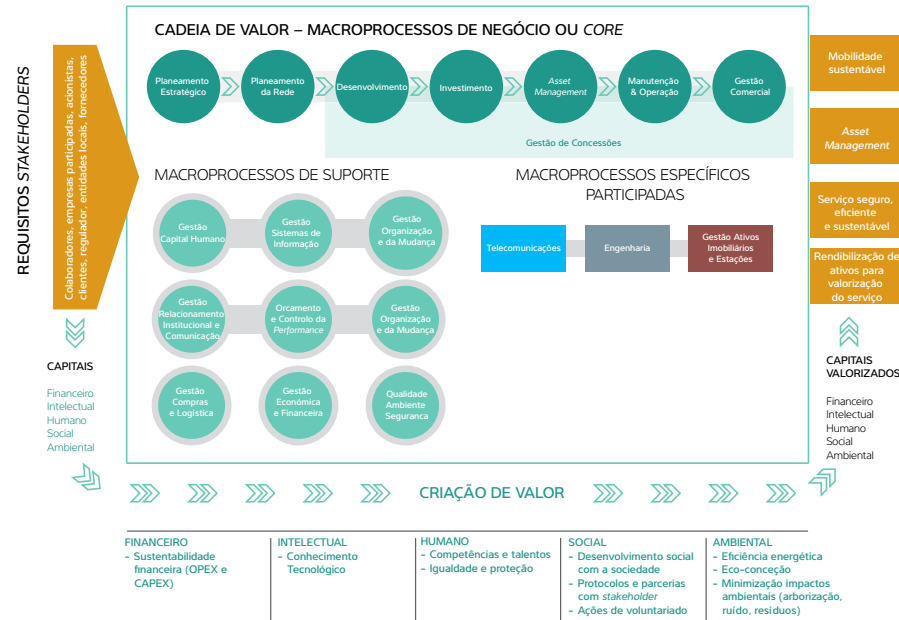 CADEIA DE VALOR – MACROPROCESSOS DE NEGÓCIO OU CORE
REQUISITOS STAKEHOLDERS
Colaboradores, empresas participadas, acionistas,
clientes, regulador, entidades locais, fornecedores
Planeamento
Estratégico
Planeamento
da Rede
Desenvolvimento
Investimento
Asset
Management
Manutenção
& Operação
Gestão
Comercial
Gestão de Concessões
Mobilidade
sustentável
Asset
Management
Serviço seguro,
eficiente
e sustentável
Rendibilização de
ativos para
valorização
do serviço
MACROPROCESSOS DE SUPORTE
Gestão
Capital Humano
Gestão
Sistemas de
Informação
Gestão
Organização
e da Mudança
Gestão
Relacionamento
Institucional e
Comunicação
Orcamento
e Controlo da
Performance
Gestão
Organização
e da Mudança
Gestão
Compras
e Logística
Gestão
Económica
e Financeira
Qualidade
Ambiente
Seguranca
MACROPROCESSOS ESPECÍFICOS
PARTICIPADAS
Telecomunicações
Engenharia
Gestão Ativos
Imobiliários
e Estações
CAPITAIS
Financeiro
Intelectual
Humano
Social
Ambiental
CAPITAIS
VALORIZADOS
Financeiro
Intelectual
Humano
Social
Ambiental
CRIAÇÃO DE VALOR
FINANCEIRO
– Sustentabilidade
financeira (OPEX e
CAPEX)
INTELECTUAL
– Conhecimento
Tecnológico
HUMANO
– Competências e talentos
– Igualdade e proteção
SOCIAL
– Desenvolvimento social
com a sociedade
– Protocolos e parcerias
com stakeholder
– Ações de voluntariado
AMBIENTAL
– Eficiência energética
– Eco-conceção
– Minimização impactos
ambientais (arborização,
ruído, resíduos)